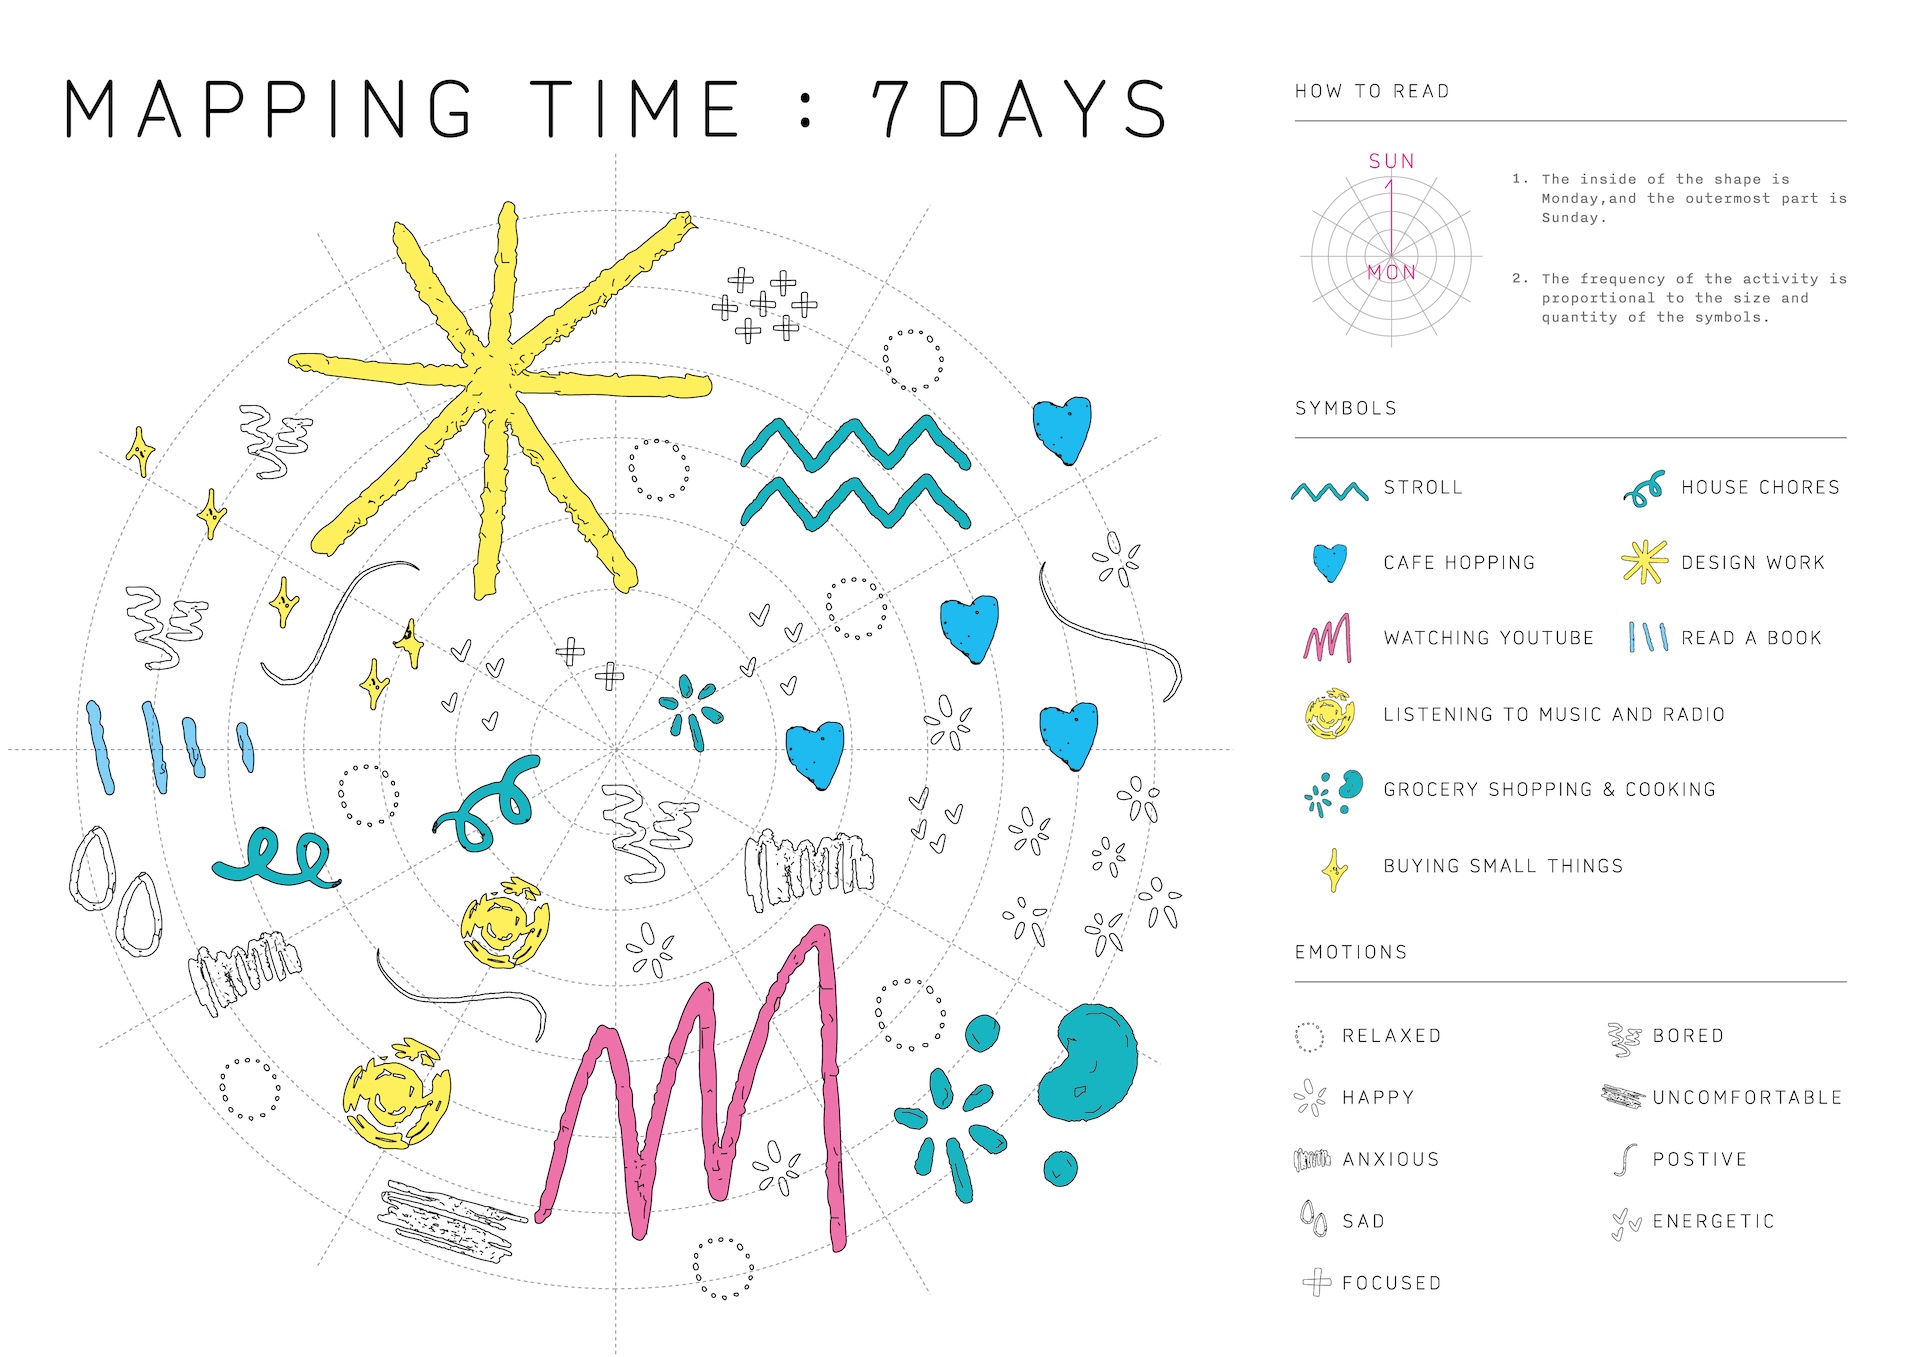 MAPPING TIME : 7DAYS
HOW TO READ
SUN
MON
1. The inside of the shape is
Monday,and the outermost part is
Sunday.
2. The frequency of the activity is
proportional to the size and
quantity of the symbols.
SYMBOLS
STROLL
HOUSE CHORES
CAFE HOPPING
DESIGN WORK
WATCHING YOUTUBE
READ A BOOK
LISTENING TO MUSIC AND RADIO
GROCERY SHOPPING & COOKING
BUYING SMALL THINGS
EMOTIONS
RELAXED
BORED
HAPPY
UNCOMFORTABLE
ANXIOUS
POSTIVE
SAD
ENERGETIC
FOCUSED